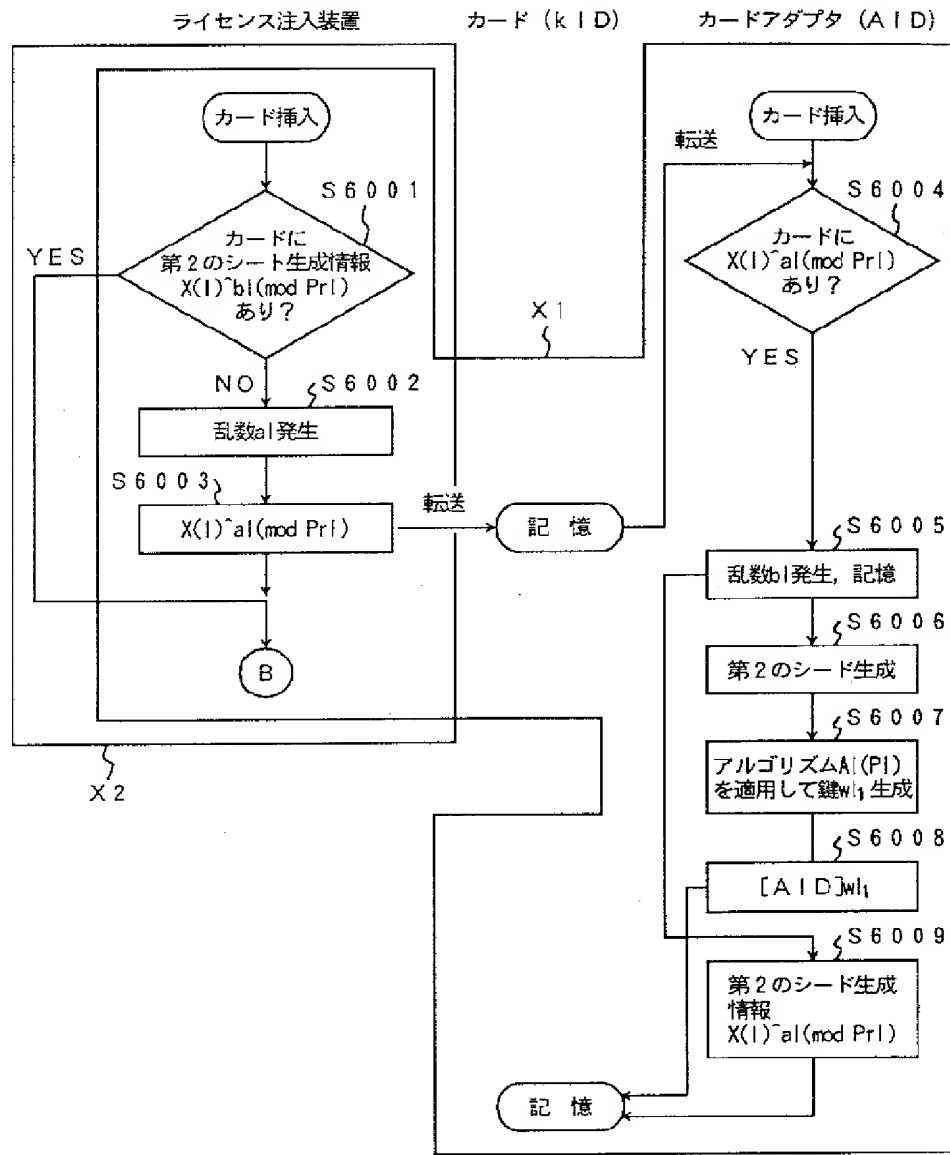 ライセンス注入装置
カード (kID)
カードアダプタ (AID)
カード挿入
S6001
カードに
第2のシート生成情報
X(I)^bI(mod PrI)
あり?
YES
NO
S6002
乱数aI発生
S6003
X(I)^aI(mod PrI)
B
X2
X1
転送
記 憶
転送
カード挿入
S6004
カードに
X(I)^aI(mod PrI)
あり?
YES
S6005
乱数bI発生,記憶
S6006
第2のシード生成
S6007
アルゴリズムAI(PI)
を適用して鍵wI₁生成
S6008
[AID]wI₁
S6009
第2のシード生成
情報
X(I)^aI(mod PrI)
記 憶